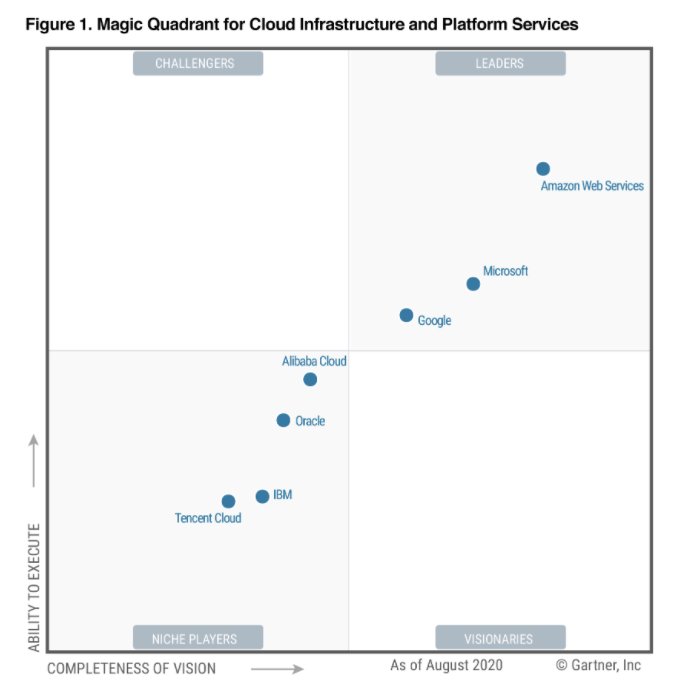 Figure 1. Magic Quadrant for Cloud Infrastructure and Platform Services
CHALLENGERS
LEADERS
Amazon Web Services
Microsoft
Google
Alibaba Cloud
Oracle
IBM
Tencent Cloud
NICHE PLAYERS
VISIONARIES
ABILITY TO EXECUTE
COMPLETENESS OF VISION
As of August 2020
© Gartner, Inc